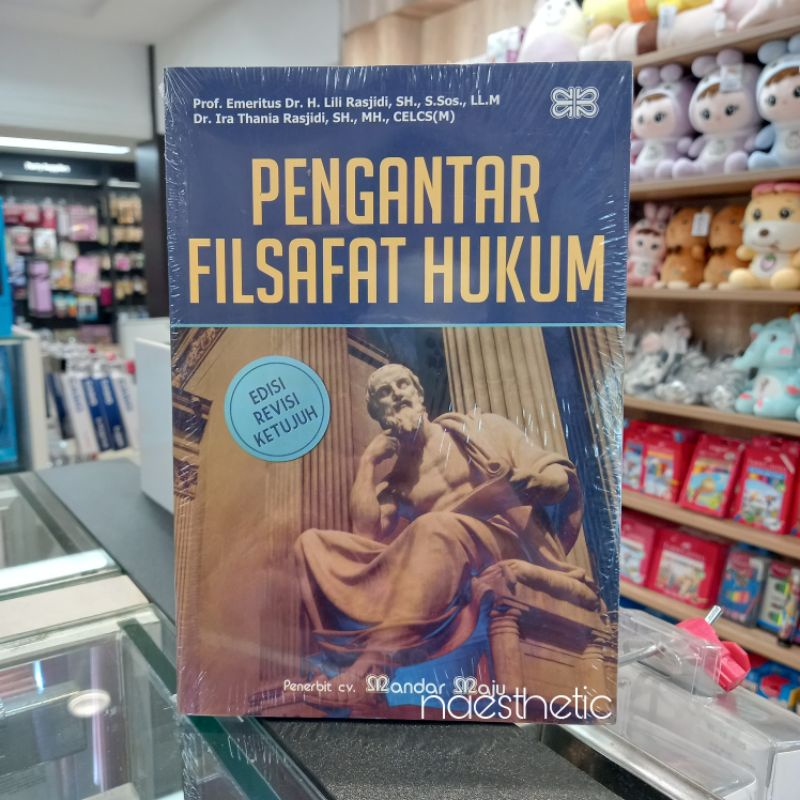 Prof. Emeritus Dr. H. Lili Rasjidi, SH., S.Sos., LL.M
Dr. Ira Thania Rasjidi, SH., MH., CELCS(M)
PENGANTAR
FILSAFAT HUKUM
EDISI
REVISI
KETUJUH
Penerbit cv. Mandar Maju
ndesthetic